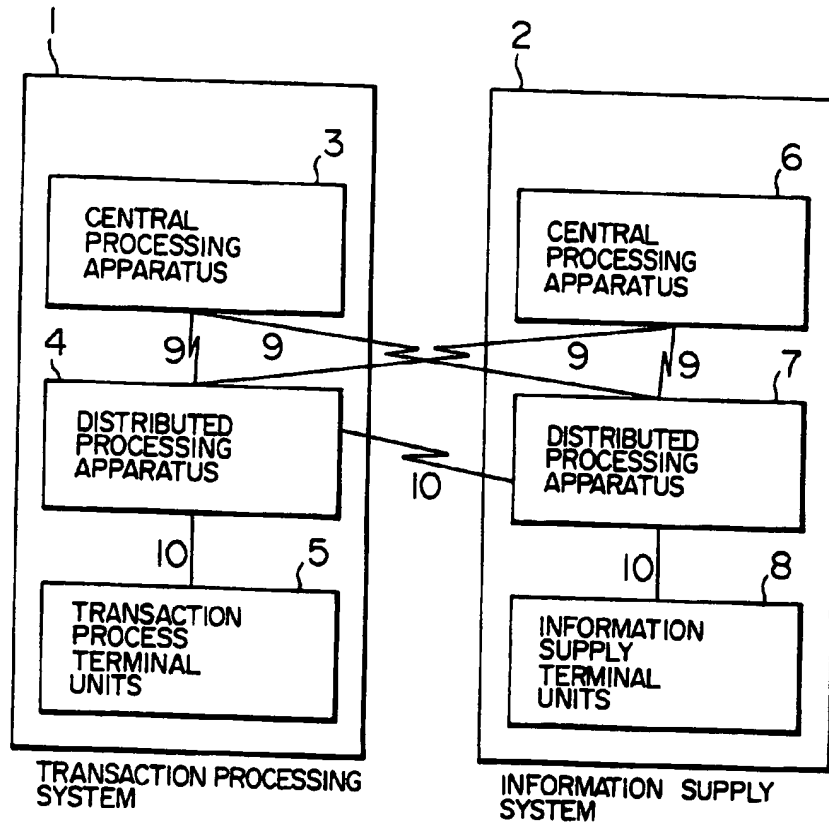 1
2
3
6
CENTRAL
PROCESSING
APPARATUS
CENTRAL
PROCESSING
APPARATUS
9
9
9
9
4
7
DISTRIBUTED
PROCESSING
APPARATUS
DISTRIBUTED
PROCESSING
APPARATUS
10
10
10
5
8
TRANSACTION
PROCESS
TERMINAL
UNITS
INFORMATION
SUPPLY
TERMINAL
UNITS
TRANSACTION PROCESSING
SYSTEM
INFORMATION SUPPLY
SYSTEM